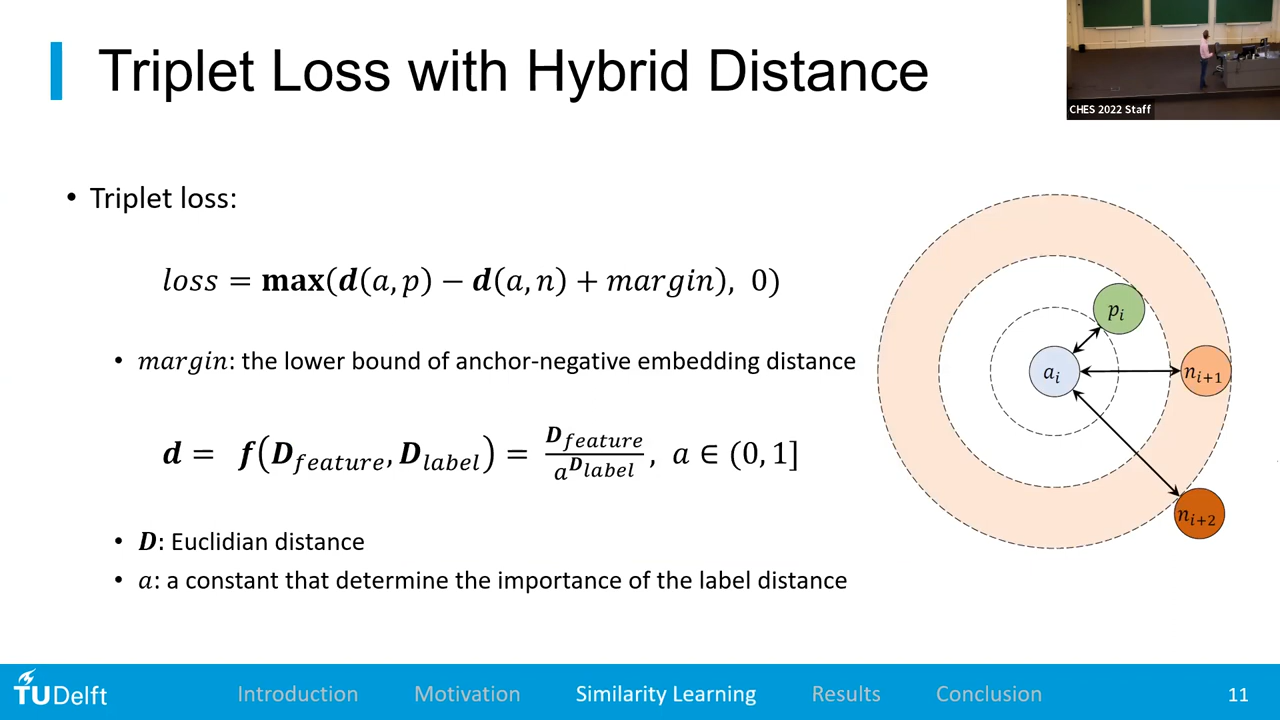 Triplet Loss with Hybrid Distance
CHES 2022 Staff
• Triplet loss:
loss = max(d(a, p) − d(a, n) + margin), 0)
• margin: the lower bound of anchor-negative embedding distance
d = f(D_feature, D_label) = D_feature / a^D_label, a ∈ (0, 1]
• D: Euclidian distance
• a: a constant that determine the importance of the label distance
p_i
a_i
n_{i+1}
n_{i+2}
TUDelft Introduction Motivation Similarity Learning Results Conclusion 11